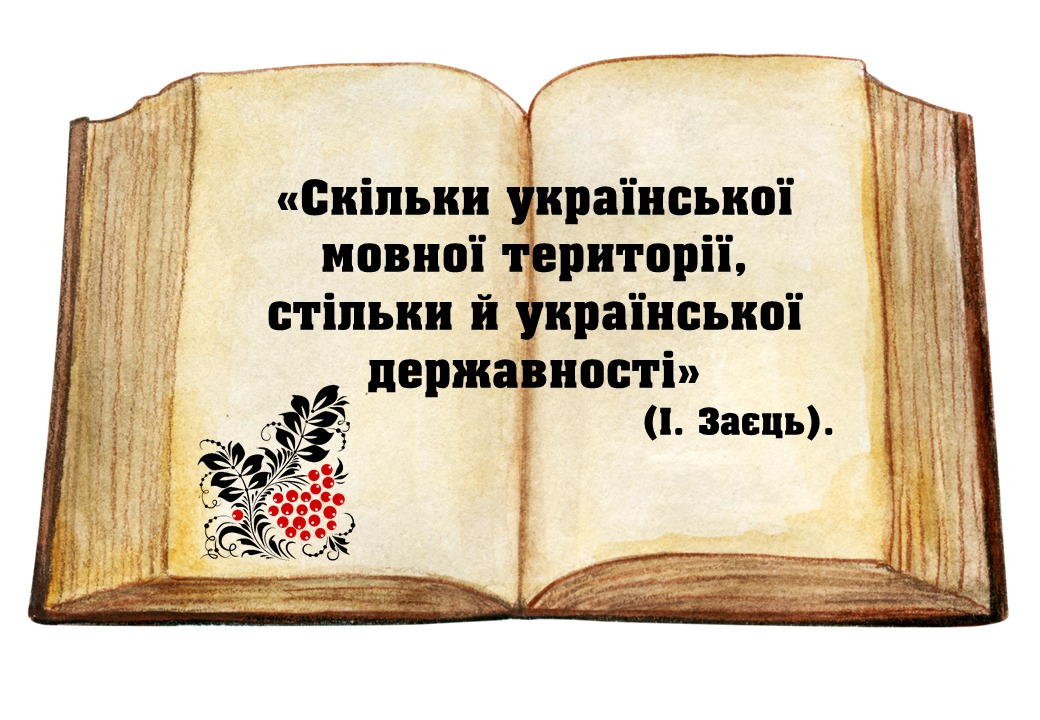 «Скільки української
мовної території,
стільки й української
державності»
(І. Заєць).